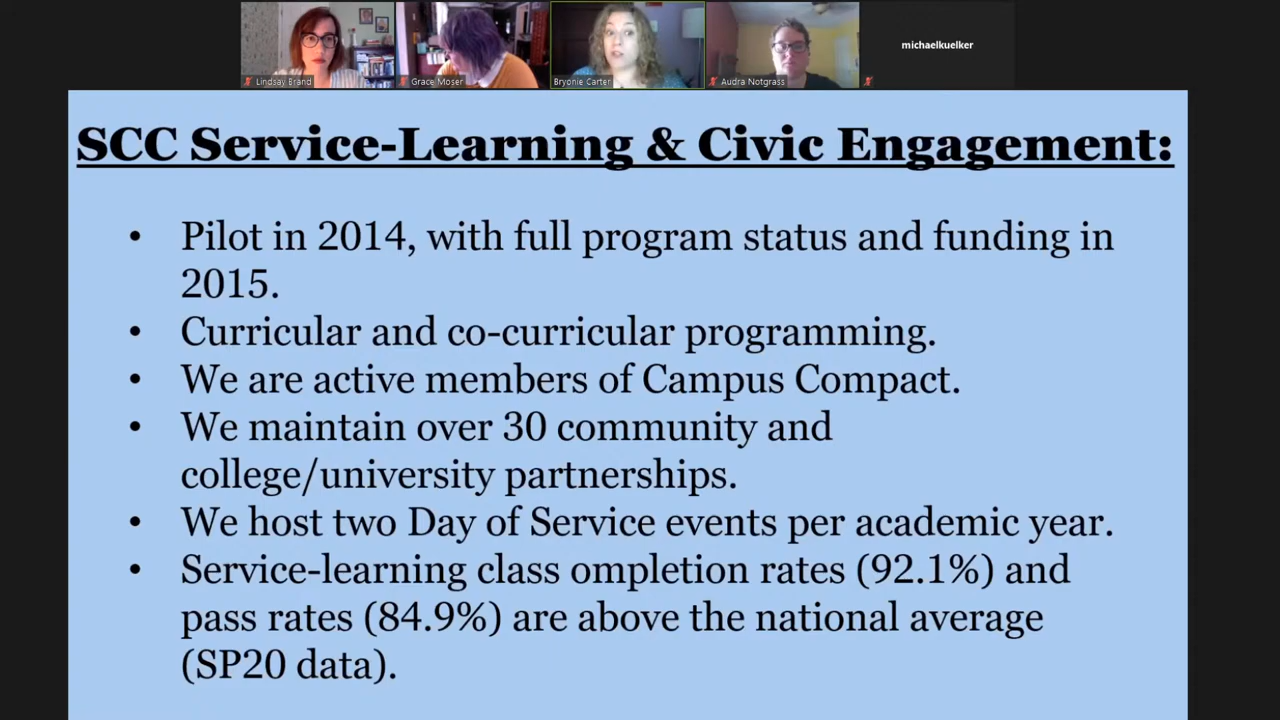 michaelkuelker
Lindsay Brand
Grace Moser
Bryonie Carter
Audra Notgrass
SCC Service-Learning & Civic Engagement:
• Pilot in 2014, with full program status and funding in
2015.
• Curricular and co-curricular programming.
• We are active members of Campus Compact.
• We maintain over 30 community and
college/university partnerships.
• We host two Day of Service events per academic year.
• Service-learning class ompletion rates (92.1%) and
pass rates (84.9%) are above the national average
(SP20 data).